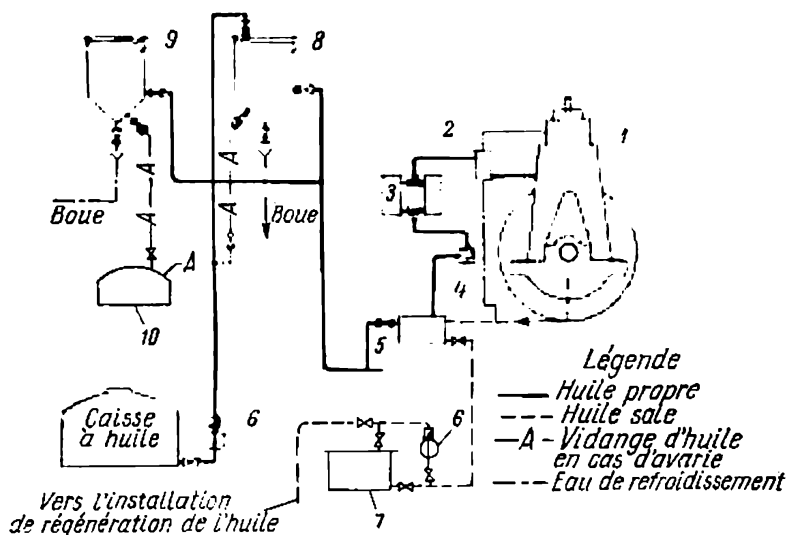 9
8
2
1
3
Boue
A
A
A
A
Boue
A
10
4
5
Caisse
à huile
6
6
7
Vers l'installation
de régénération de l'huile
Légende
Huile propre
Huile sale
A - Vidange d'huile
en cas d'avarie
Eau de refroidissement